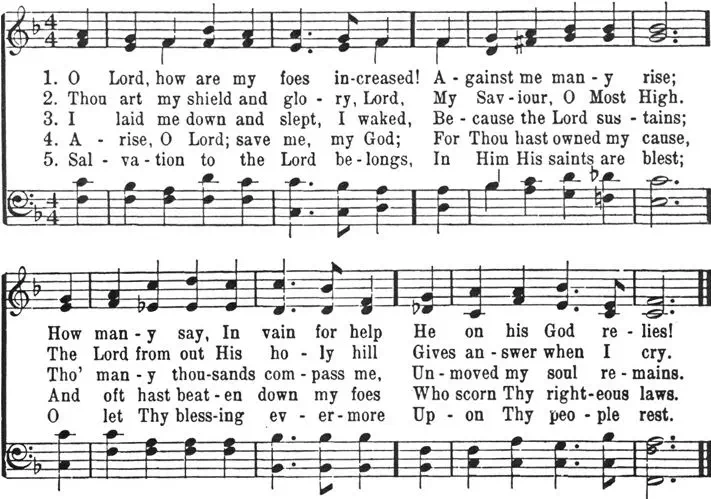 4 4
1. O Lord, how are my foes in-creased! A - gainst me man - y rise;
2. Thou art my shield and glo - ry, Lord, My Sav - iour, O Most High.
3. I laid me down and slept, I waked, Be - cause the Lord sus - tains;
4. A - rise, O Lord; save me, my God; For Thou hast owned my cause,
5. Sal - va - tion to the Lord be - longs, In Him His saints are blest;
4 4
How man - y say, In vain for help He on his God re - lies!
The Lord from out His ho - ly hill Gives an - swer when I cry.
Tho' man - y thou-sands com - pass me, Un - moved my soul re - mains.
And oft hast beat - en down my foes Who scorn Thy right-eous laws.
O let Thy bless-ing ev - er-more Up - on Thy peo - ple rest.